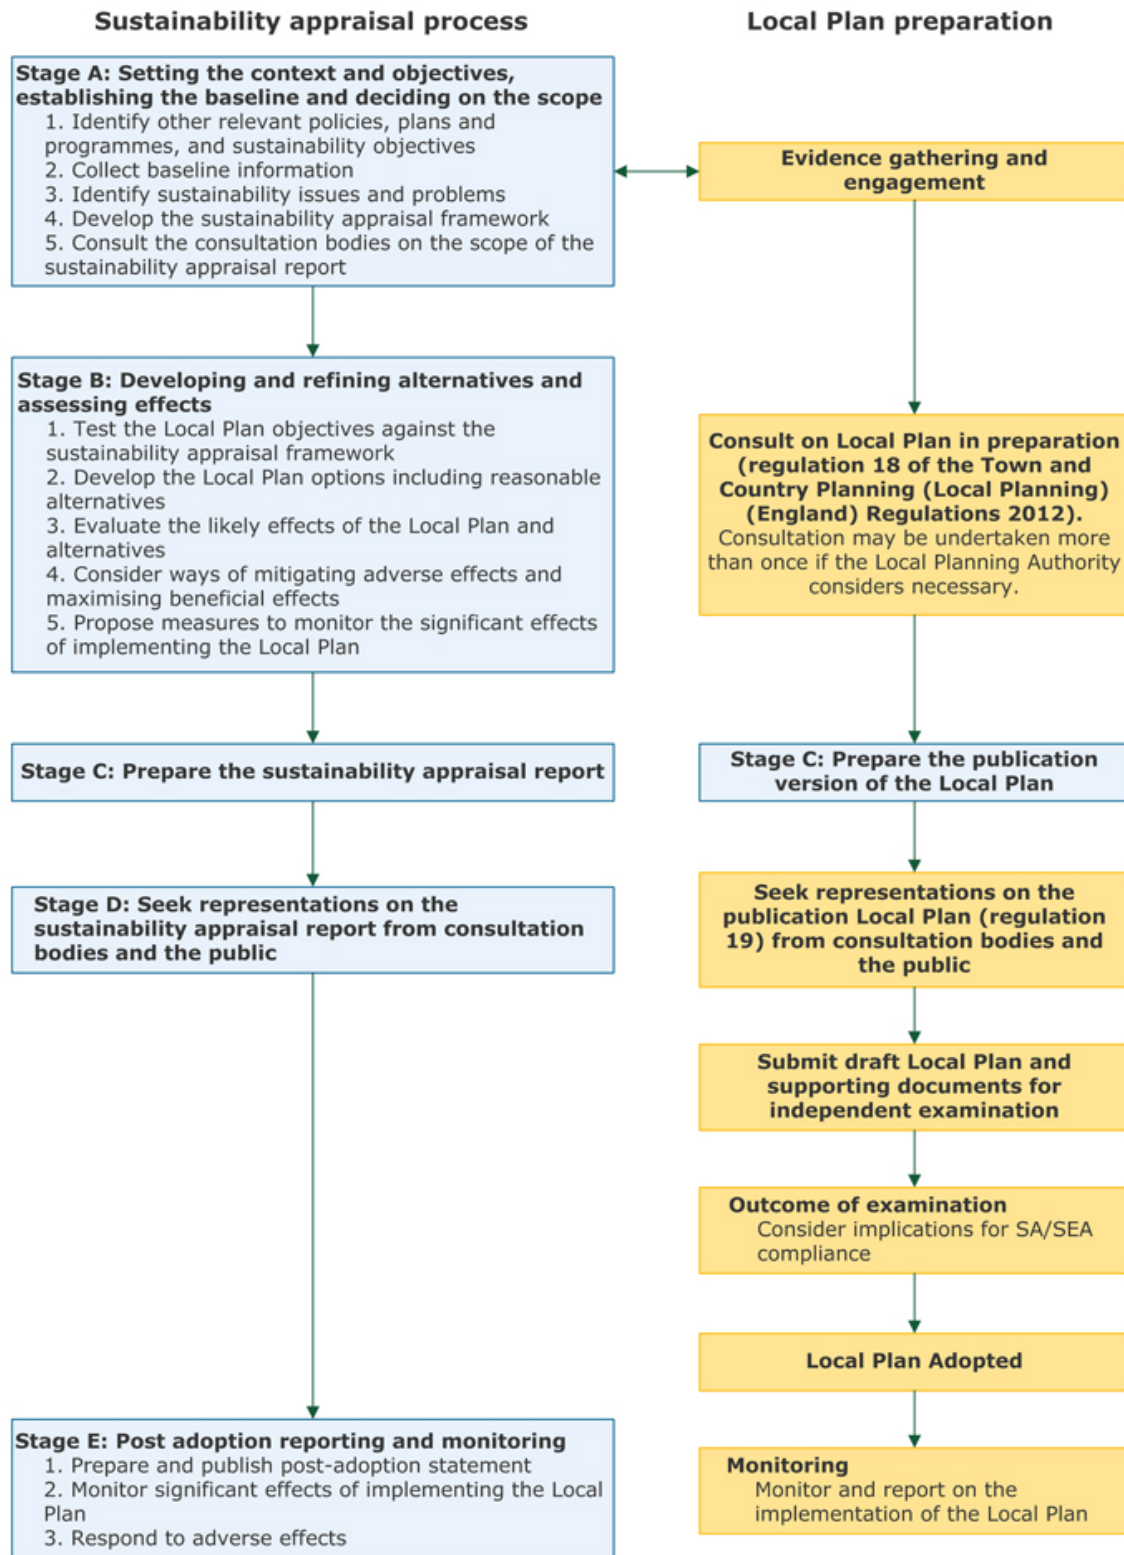 Sustainability appraisal process
Stage A: Setting the context and objectives,
establishing the baseline and deciding on the scope
1. Identify other relevant policies, plans and
programmes, and sustainability objectives
2. Collect baseline information
3. Identify sustainability issues and problems
4. Develop the sustainability appraisal framework
5. Consult the consultation bodies on the scope of the
sustainability appraisal report
Stage B: Developing and refining alternatives and
assessing effects
1. Test the Local Plan objectives against the
sustainability appraisal framework
2. Develop the Local Plan options including reasonable
alternatives
3. Evaluate the likely effects of the Local Plan and
alternatives
4. Consider ways of mitigating adverse effects and
maximising beneficial effects
5. Propose measures to monitor the significant effects
of implementing the Local Plan
Stage C: Prepare the sustainability appraisal report
Stage D: Seek representations on the
sustainability appraisal report from consultation
bodies and the public
Stage E: Post adoption reporting and monitoring
1. Prepare and publish post-adoption statement
2. Monitor significant effects of implementing the Local
Plan
3. Respond to adverse effects
Local Plan preparation
Evidence gathering and
engagement
Consult on Local Plan in preparation
(regulation 18 of the Town and
Country Planning (Local Planning)
(England) Regulations 2012).
Consultation may be undertaken more
than once if the Local Planning Authority
considers necessary.
Stage C: Prepare the publication
version of the Local Plan
Seek representations on the
publication Local Plan (regulation
19) from consultation bodies and
the public
Submit draft Local Plan and
supporting documents for
independent examination
Outcome of examination
Consider implications for SA/SEA
compliance
Local Plan Adopted
Monitoring
Monitor and report on the
implementation of the Local Plan